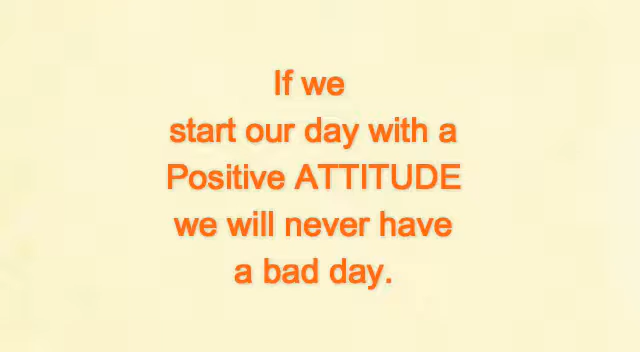 If we
start our day with a
Positive ATTITUDE
we will never have
a bad day.